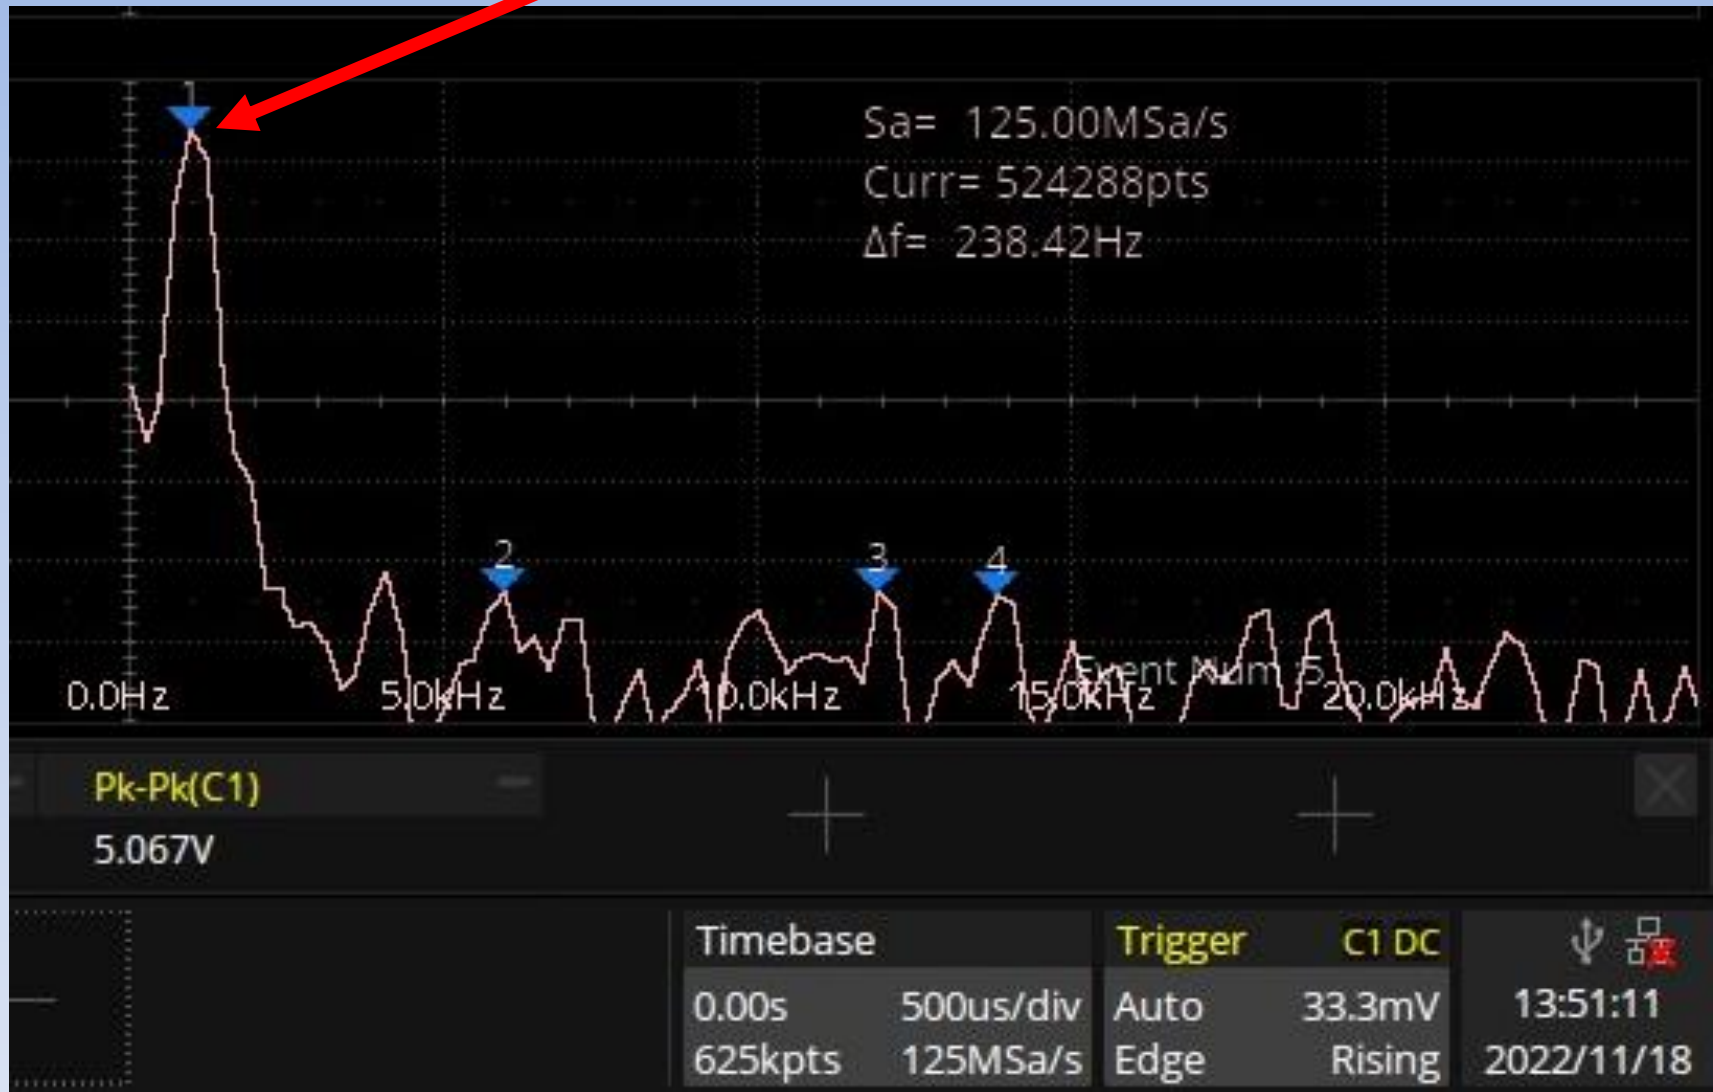 1
Sa= 125.00MSa/s
Curr= 524288pts
Δf= 238.42Hz
2
3
4
Event Num :5
0.0Hz
5.0kHz
10.0kHz
15.0kHz
20.0kHz
Pk-Pk(C1)
5.067V
Timebase
0.00s 500us/div
625kpts 125MSa/s
Trigger C1 DC
Auto 33.3mV
Edge Rising
13:51:11
2022/11/18